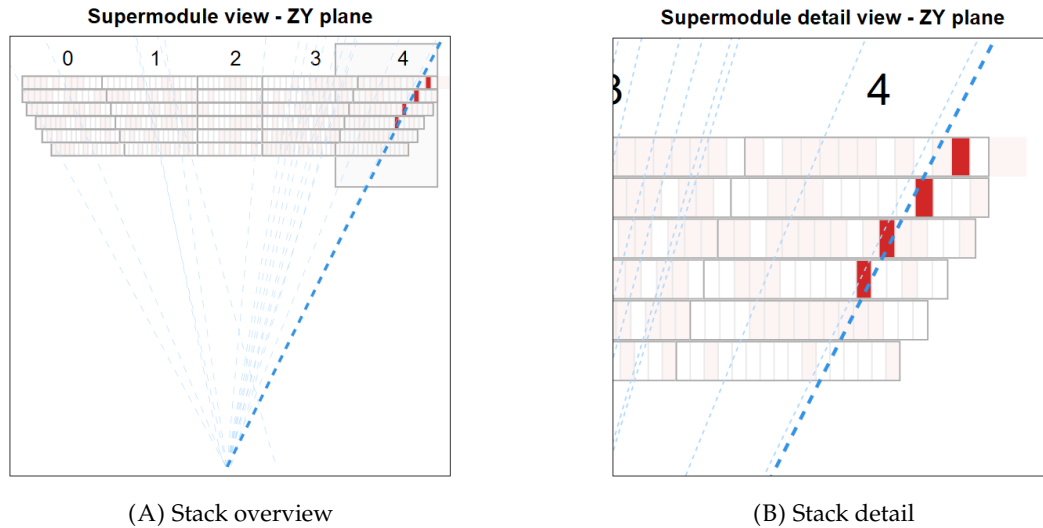 Supermodule view - ZY plane
0 1 2 3 4
(A) Stack overview
Supermodule detail view - ZY plane
3 4
(B) Stack detail